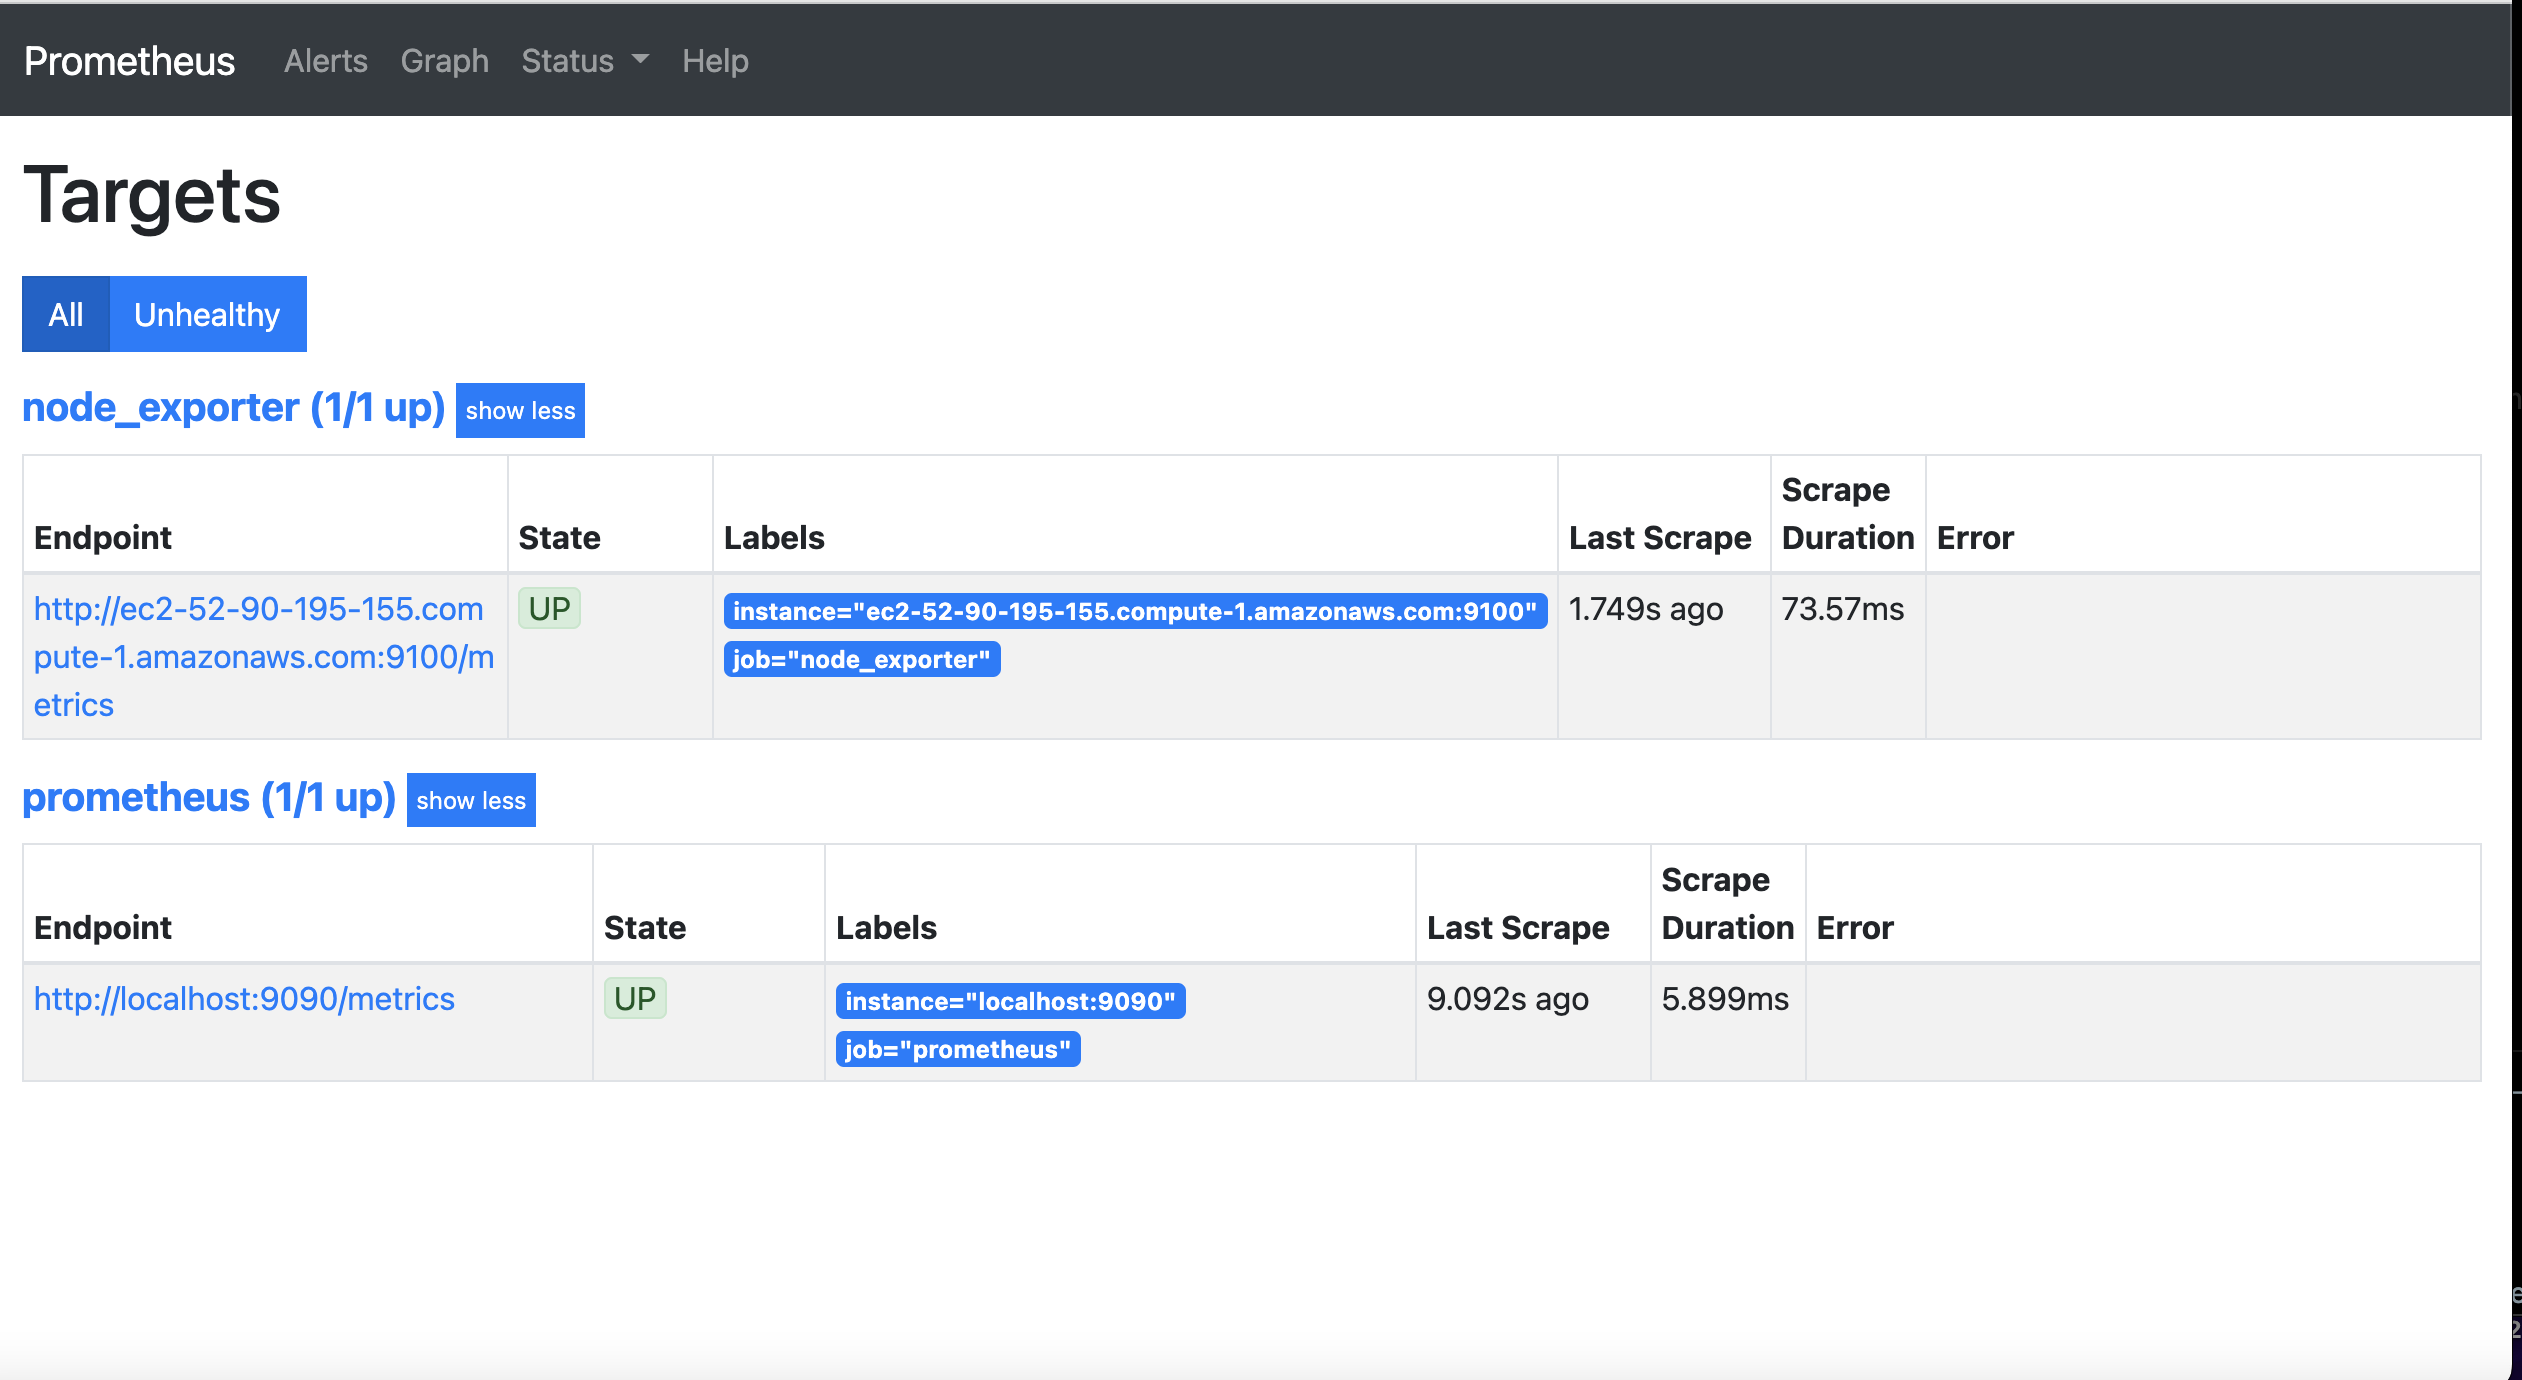 Prometheus Alerts Graph Status Help
Targets
All Unhealthy
node_exporter (1/1 up) show less
Endpoint State Labels Last Scrape Scrape Duration Error
http://ec2-52-90-195-155.com
pute-1.amazonaws.com:9100/m
etrics
UP
instance="ec2-52-90-195-155.compute-1.amazonaws.com:9100"
job="node_exporter"
1.749s ago
73.57ms
prometheus (1/1 up) show less
Endpoint State Labels Last Scrape Scrape Duration Error
http://localhost:9090/metrics
UP
instance="localhost:9090"
job="prometheus"
9.092s ago
5.899ms